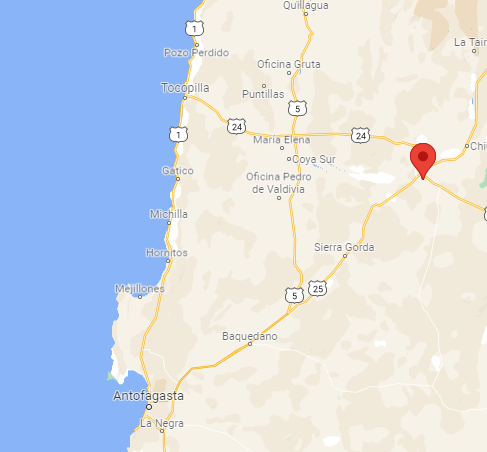 Quillagua
1
Pozo Perdido
La Tair
Oficina Gruta
Tocopilla
Puntillas
5
1
24
24
Maria Elena
Chiu
Coya Sur
Gatico
Oficina Pedro
de Valdivia
Michilla
Sierra Gorda
Hornitos
Mejillones
5
25
Baquedano
Antofagasta
La Negra